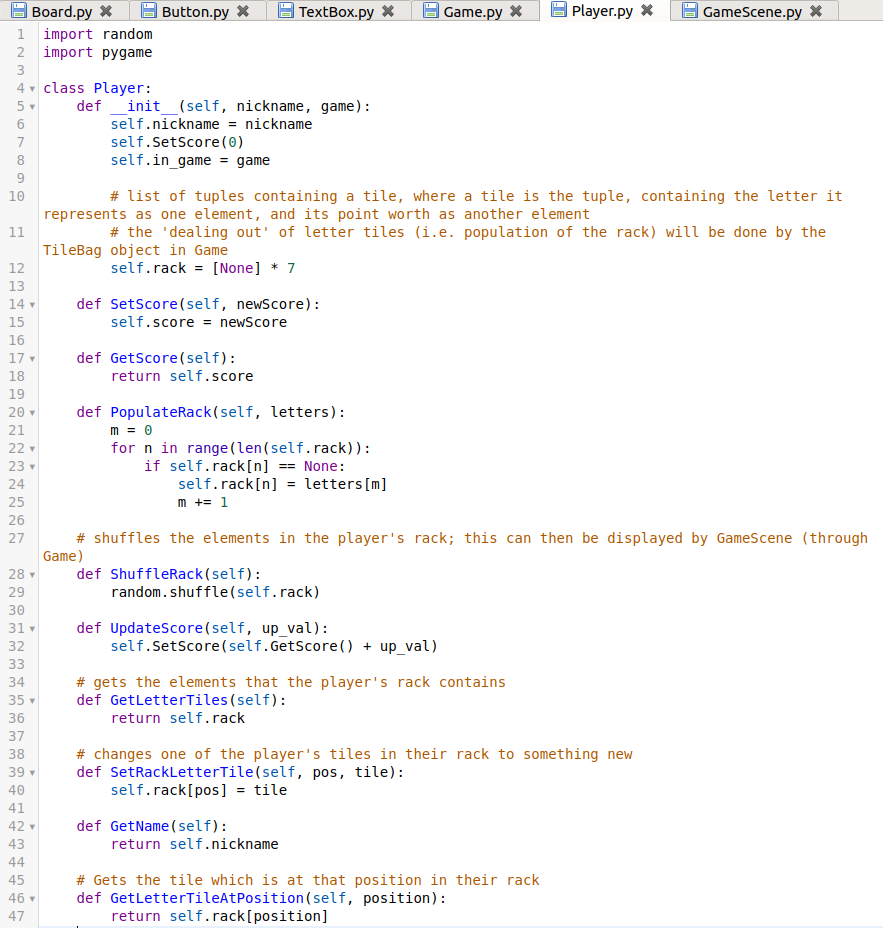 Board.py Button.py TextBox.py Game.py Player.py GameScene.py
1 import random
2 import pygame
3
4 class Player:
5     def __init__(self, nickname, game):
6         self.nickname = nickname
7         self.SetScore(0)
8         self.in_game = game
9
10         # list of tuples containing a tile, where a tile is the tuple, containing the letter it
represents as one element, and its point worth as another element
11         # the 'dealing out' of letter tiles (i.e. population of the rack) will be done by the
TileBag object in Game
12         self.rack = [None] * 7
13
14     def SetScore(self, newScore):
15         self.score = newScore
16
17     def GetScore(self):
18         return self.score
19
20     def PopulateRack(self, letters):
21         m = 0
22         for n in range(len(self.rack)):
23             if self.rack[n] == None:
24                 self.rack[n] = letters[m]
25                 m += 1
26
27     # shuffles the elements in the player's rack; this can then be displayed by GameScene (through
Game)
28     def ShuffleRack(self):
29         random.shuffle(self.rack)
30
31     def UpdateScore(self, up_val):
32         self.SetScore(self.GetScore() + up_val)
33
34     # gets the elements that the player's rack contains
35     def GetLetterTiles(self):
36         return self.rack
37
38     # changes one of the player's tiles in their rack to something new
39     def SetRackLetterTile(self, pos, tile):
40         self.rack[pos] = tile
41
42     def GetName(self):
43         return self.nickname
44
45     # Gets the tile which is at that position in their rack
46     def GetLetterTileAtPosition(self, position):
47         return self.rack[position]